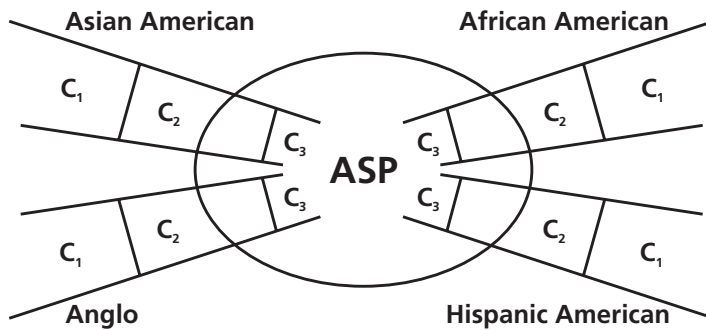 Asian American
African American
C₁
C₂
C₃
C₃
C₂
C₁
ASP
C₁
C₂
C₃
C₃
C₂
C₁
Anglo
Hispanic American